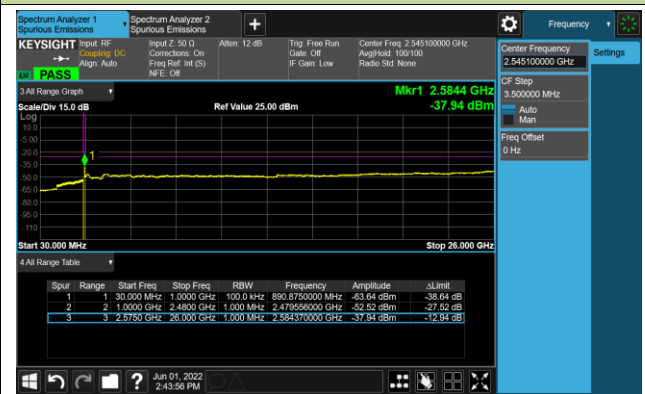 Spectrum Analyzer 1
Spurious Emissions
Spectrum Analyzer 2
Spurious Emissions
+
Frequency
KEYSIGHT
Input: RF
Coupling: DC
Align: Auto
Input Z: 50 Ω
Corrections: On
Freq Ref: Int (S)
NFE: Off
Atten: 12 dB
Trig: Free Run
Gate: Off
IF Gain: Low
Center Freq: 2.545100000 GHz
Avg|Hold: 100/100
Radio Std: None
PASS
Center Frequency
2.545100000 GHz
Settings
CF Step
3.500000 MHz
Auto
Man
Freq Offset
0 Hz
3 All Range Graph
Mkr1 2.5844 GHz
Scale/Div 15.0 dB
Ref Value 25.00 dBm
-37.94 dBm
Log
10.0
-5.00
-20.0
-35.0
-50.0
-65.0
-80.0
-95.0
-110
1
Start 30.000 MHz
Stop 26.000 GHz
4 All Range Table
Spur Range Start Freq Stop Freq RBW Frequency Amplitude ΔLimit
1 1 30.000 MHz 1.0000 GHz 100.0 kHz 890.8750000 MHz -63.64 dBm -38.64 dB
2 2 1.0000 GHz 2.4800 GHz 1.000 MHz 2.479556000 GHz -52.52 dBm -27.52 dB
3 3 2.5750 GHz 26.000 GHz 1.000 MHz 2.584370000 GHz -37.94 dBm -12.94 dB
?
Jun 01, 2022
2:43:56 PM